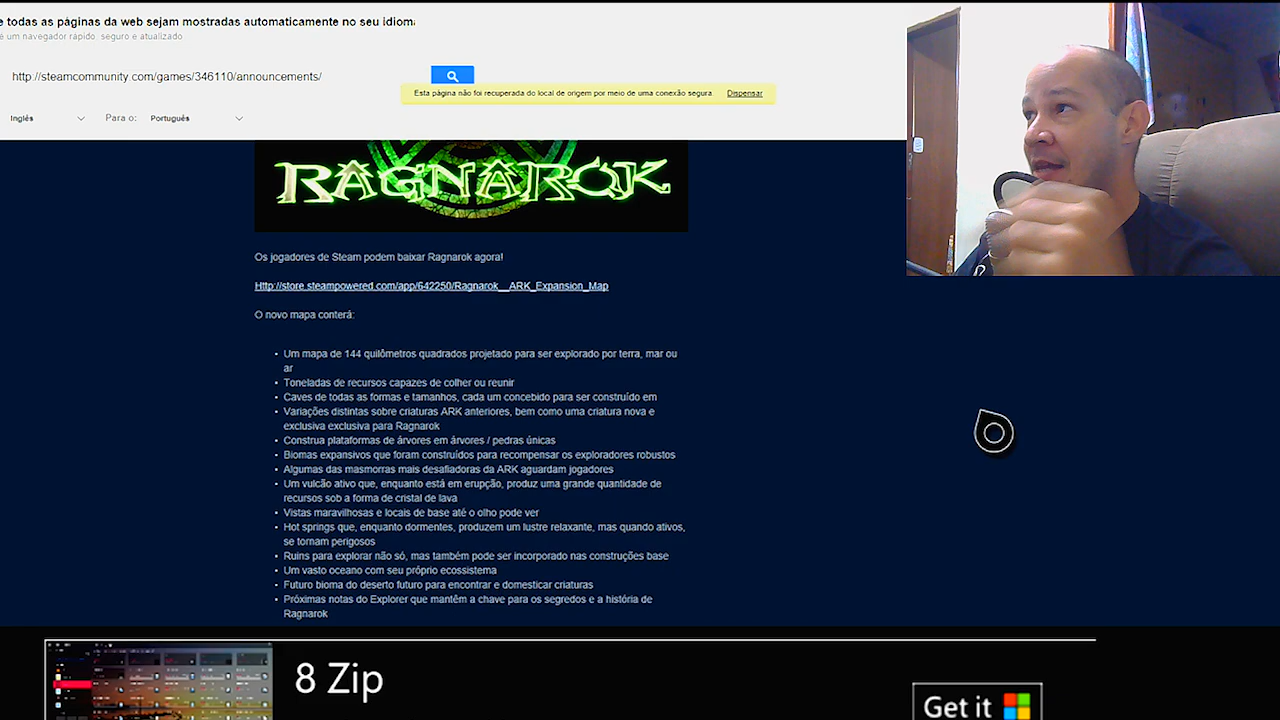 e todas as páginas da web sejam mostradas automaticamente no seu idioma
é um navegador rápido, seguro e atualizado
http://steamcommunity.com/games/346110/announcements/
Esta página não foi recuperada do local de origem por meio de uma conexão segura. Dispensar
Inglês Para o: Português
RAGNAROK
Os jogadores de Steam podem baixar Ragnarok agora!
Http://store.steampowered.com/app/642250/Ragnarok__ARK_Expansion_Map
O novo mapa conterá:
• Um mapa de 144 quilômetros quadrados projetado para ser explorado por terra, mar ou
ar
• Toneladas de recursos capazes de colher ou reunir
• Caves de todas as formas e tamanhos, cada um concebido para ser construído em
• Variações distintas sobre criaturas ARK anteriores, bem como uma criatura nova e
exclusiva exclusiva para Ragnarok
• Construa plataformas de árvores em árvores / pedras únicas
• Biomas expansivos que foram construídos para recompensar os exploradores robustos
• Algumas das masmorras mais desafiadoras da ARK aguardam jogadores
• Um vulcão ativo que, enquanto está em erupção, produz uma grande quantidade de
recursos sob a forma de cristal de lava
• Vistas maravilhosas e locais de base até o olho pode ver
• Hot springs que, enquanto dormentes, produzem um lustre relaxante, mas quando ativos,
se tornam perigosos
• Ruins para explorar não só, mas também pode ser incorporado nas construções base
• Um vasto oceano com seu próprio ecossistema
• Futuro bioma do deserto futuro para encontrar e domesticar criaturas
• Próximas notas do Explorer que mantêm a chave para os segredos e a história de
Ragnarok
8 Zip
Get it